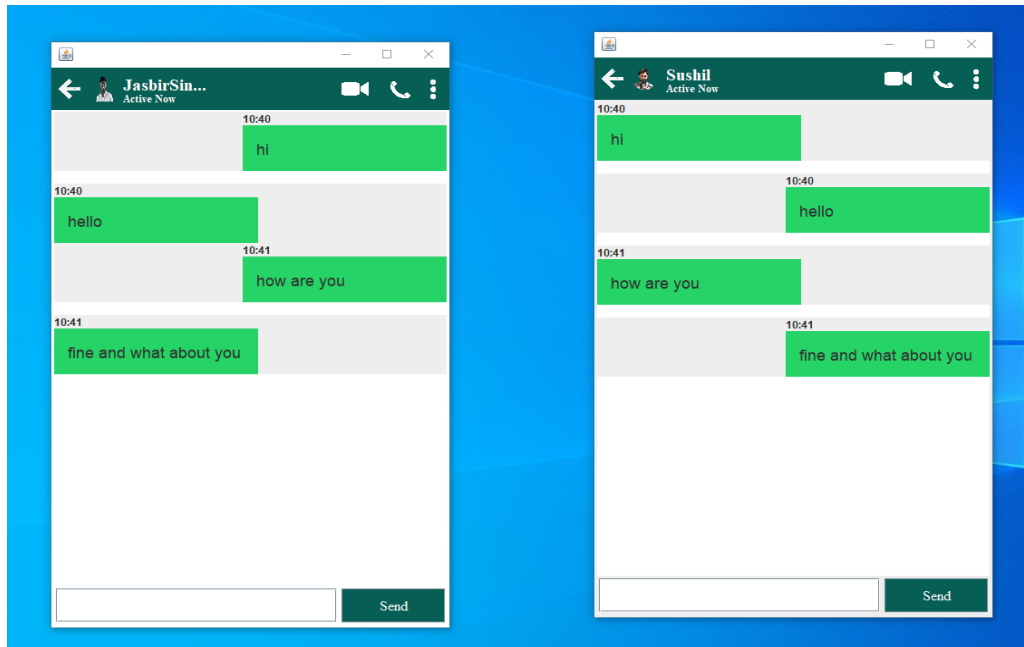 JasbirSin...
Active Now
10:40
hi
10:40
hello
10:41
how are you
10:41
fine and what about you
Send
Sushil
Active Now
10:40
hi
10:40
hello
10:41
how are you
10:41
fine and what about you
Send